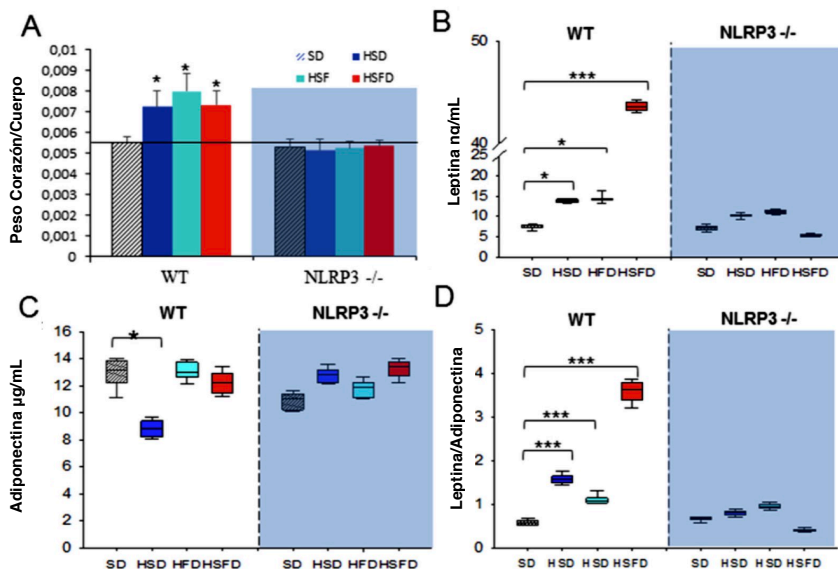 A
Peso Corazón/Cuerpo
0,01
0,009
0,008
0,007
0,006
0,005
0,004
0,003
0,002
0,001
0
SD HSD
HSF HSFD
* * *
WT NLRP3 -/-
B
WT NLRP3 -/-
Leptina nα/mL
50
40
25
20
15
10
5
0
***
*
*
SD HSD HFD HSFD SD HSD HFD HSFD
C
WT NLRP3 -/-
Adiponectina µg/mL
16
14
12
10
8
6
4
2
0
*
SD HSD HFD HSFD SD HSD HFD HSFD
D
WT NLRP3 -/-
Leptina/Adiponectina
5
4
3
2
1
0
***
***
***
SD HSD HSD HSFD SD HSD HSD HSFD